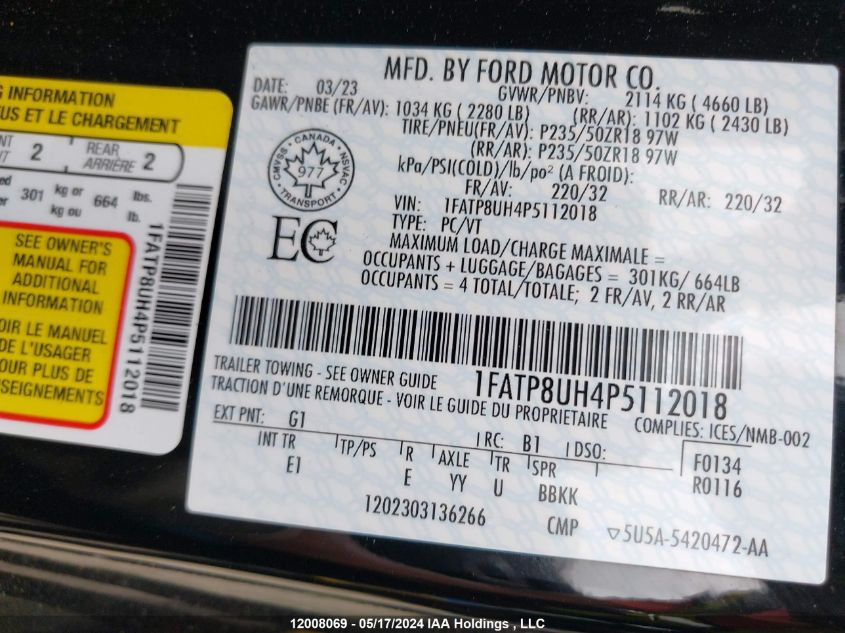 G INFORMATION
US ET LE CHARGEMENT
NT 2 REAR 2
T ARRIÈRE
301 kg or 664 lbs.
kg ou lb.
SEE OWNER'S
MANUAL FOR
ADDITIONAL
INFORMATION
OIR LE MANUEL
DE L'USAGER
OUR PLUS DE
SEIGNEMENTS
1FATP8UH4P5112018
MFD. BY FORD MOTOR CO.
DATE: 03/23 GVWR/PNBV: 2114 KG ( 4660 LB)
GAWR/PNBE (FR/AV): 1034 KG ( 2280 LB) (RR/AR): 1102 KG ( 2430 LB)
TIRE/PNEU(FR/AV): P235/50ZR18 97W
(RR/AR): P235/50ZR18 97W
kPa/PSI(COLD)/lb/po² (A FROID):
FR/AV: 220/32 RR/AR: 220/32
VIN: 1FATP8UH4P5112018
TYPE: PC/VT
MAXIMUM LOAD/CHARGE MAXIMALE =
OCCUPANTS + LUGGAGE/BAGAGES = 301KG/ 664LB
OCCUPANTS = 4 TOTAL/TOTALE; 2 FR/AV, 2 RR/AR
CANADA
CMVSS NSVAC
977
TRANSPORT
EC
TRAILER TOWING - SEE OWNER GUIDE 1FATP8UH4P5112018
TRACTION D'UNE REMORQUE - VOIR LE GUIDE DU PROPRIETAIRE
COMPLIES: ICES/NMB-002
EXT PNT: G1 RC: B1 DSO: F0134
INT TR TP/PS R AXLE TR SPR R0116
E1 E YY U BBKK
1202303136266 CMP ▽5U5A-5420472-AA
12008069 - 05/17/2024 IAA Holdings , LLC